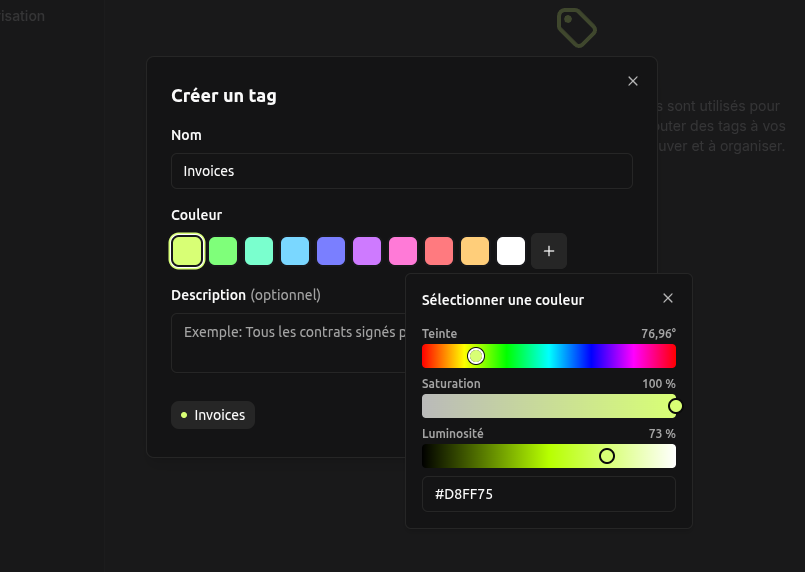 isation
s sont utilisés pour
outer des tags à vos
uver et à organiser.
Créer un tag
Nom
Invoices
Couleur
Description (optionnel)
Exemple: Tous les contrats signés p
Invoices
Sélectionner une couleur
Teinte 76,96°
Saturation 100 %
Luminosité 73 %
#D8FF75